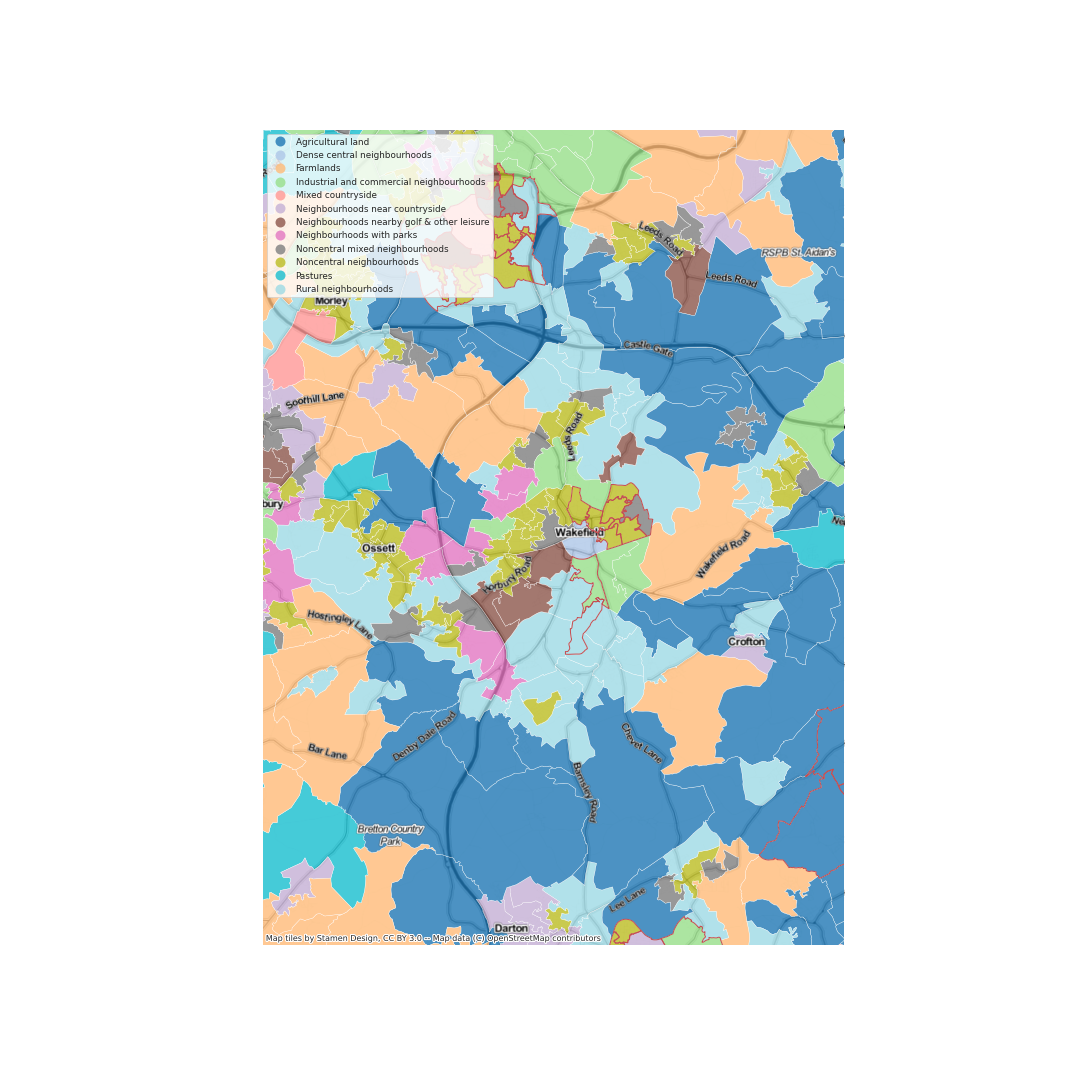 Agricultural land
Dense central neighbourhoods
Farmlands
Industrial and commercial neighbourhoods
Mixed countryside
Neighbourhoods near countryside
Neighbourhoods nearby golf & other leisure
Neighbourhoods with parks
Noncentral mixed neighbourhoods
Noncentral neighbourhoods
Pastures
Rural neighbourhoods
Leeds Road
RSPB St. Aidan's
Leeds Road
Morley
Castle Gate
Soothill Lane
Leeds Road
bury
Wakefield
Ossett
Wakefield Road
Horbury Road
Hostingley Lane
Crofton
Denby Dale Road
Chevet Lane
Bar Lane
Barnsley Road
Bretton Country
Park
Lee Lane
Darton
Map tiles by Stamen Design, CC BY 3.0 -- Map data (C) OpenStreetMap contributors